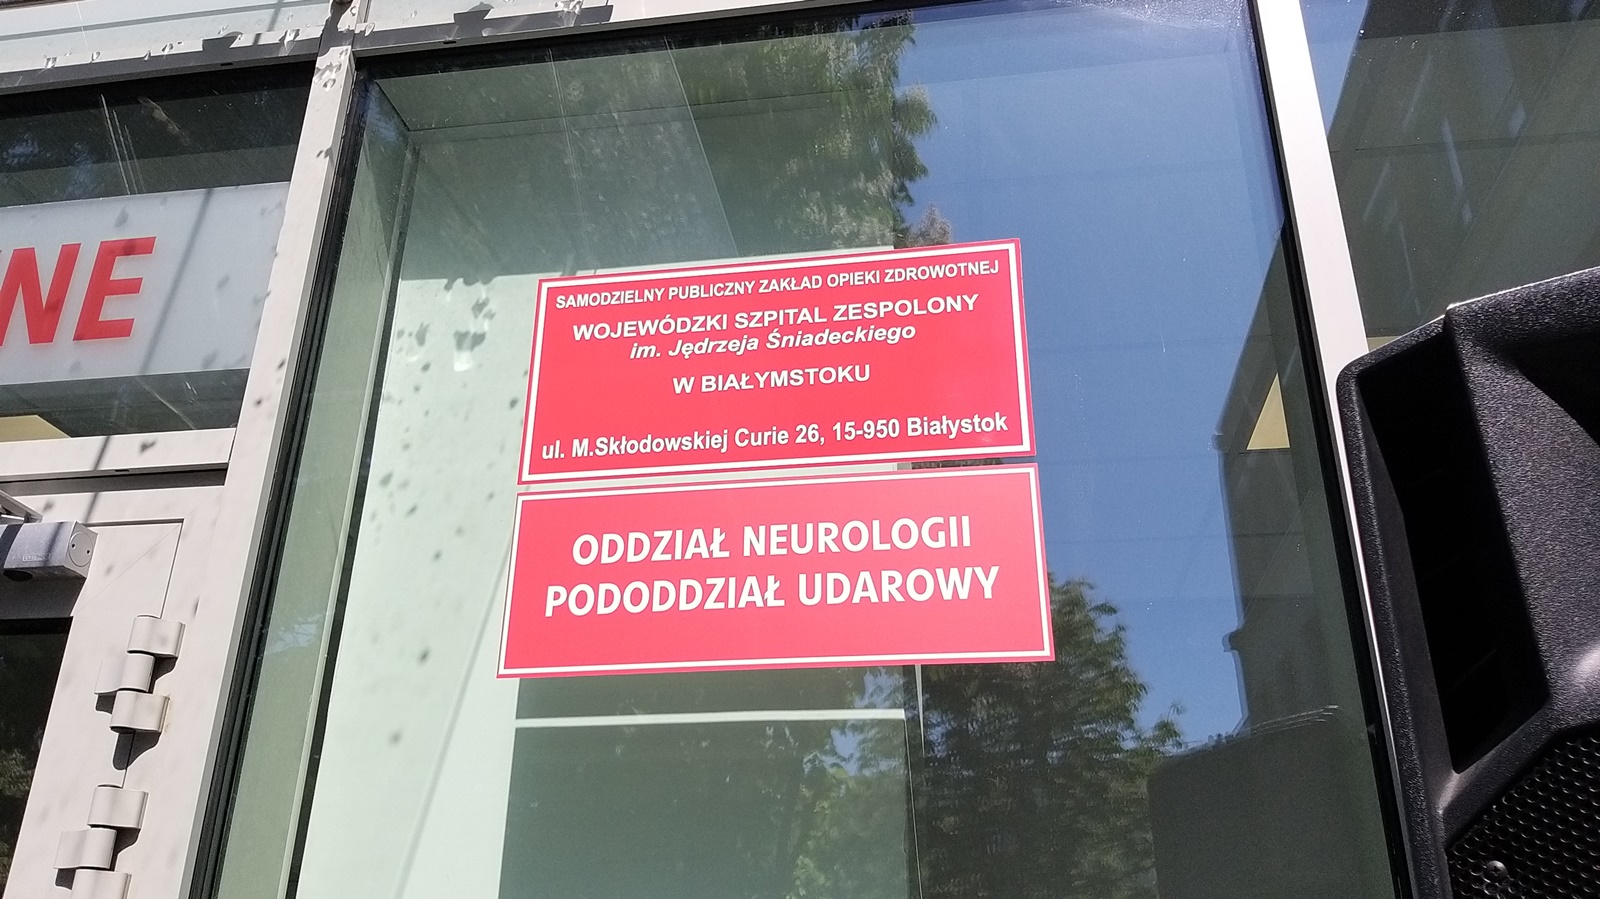 SAMODZIELNY PUBLICZNY ZAKŁAD OPIEKI ZDROWOTNEJ
WOJEWÓDZKI SZPITAL ZESPOLONY
im. Jędrzeja Śniadeckiego
W BIAŁYMSTOKU
ul. M.Skłodowskiej Curie 26, 15-950 Białystok
ODDZIAŁ NEUROLOGII
PODODDZIAŁ UDAROWY